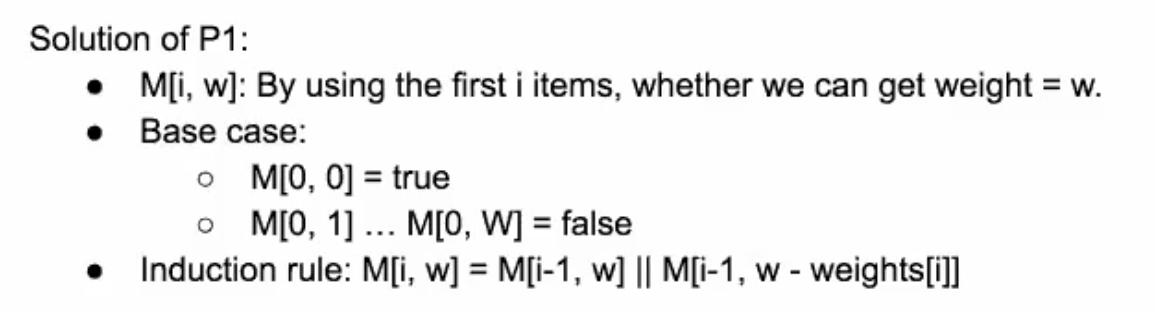 Solution of P1:
● M[i, w]: By using the first i items, whether we can get weight = w.
● Base case:
○ M[0, 0] = true
○ M[0, 1] ... M[0, W] = false
● Induction rule: M[i, w] = M[i-1, w] || M[i-1, w - weights[i]]